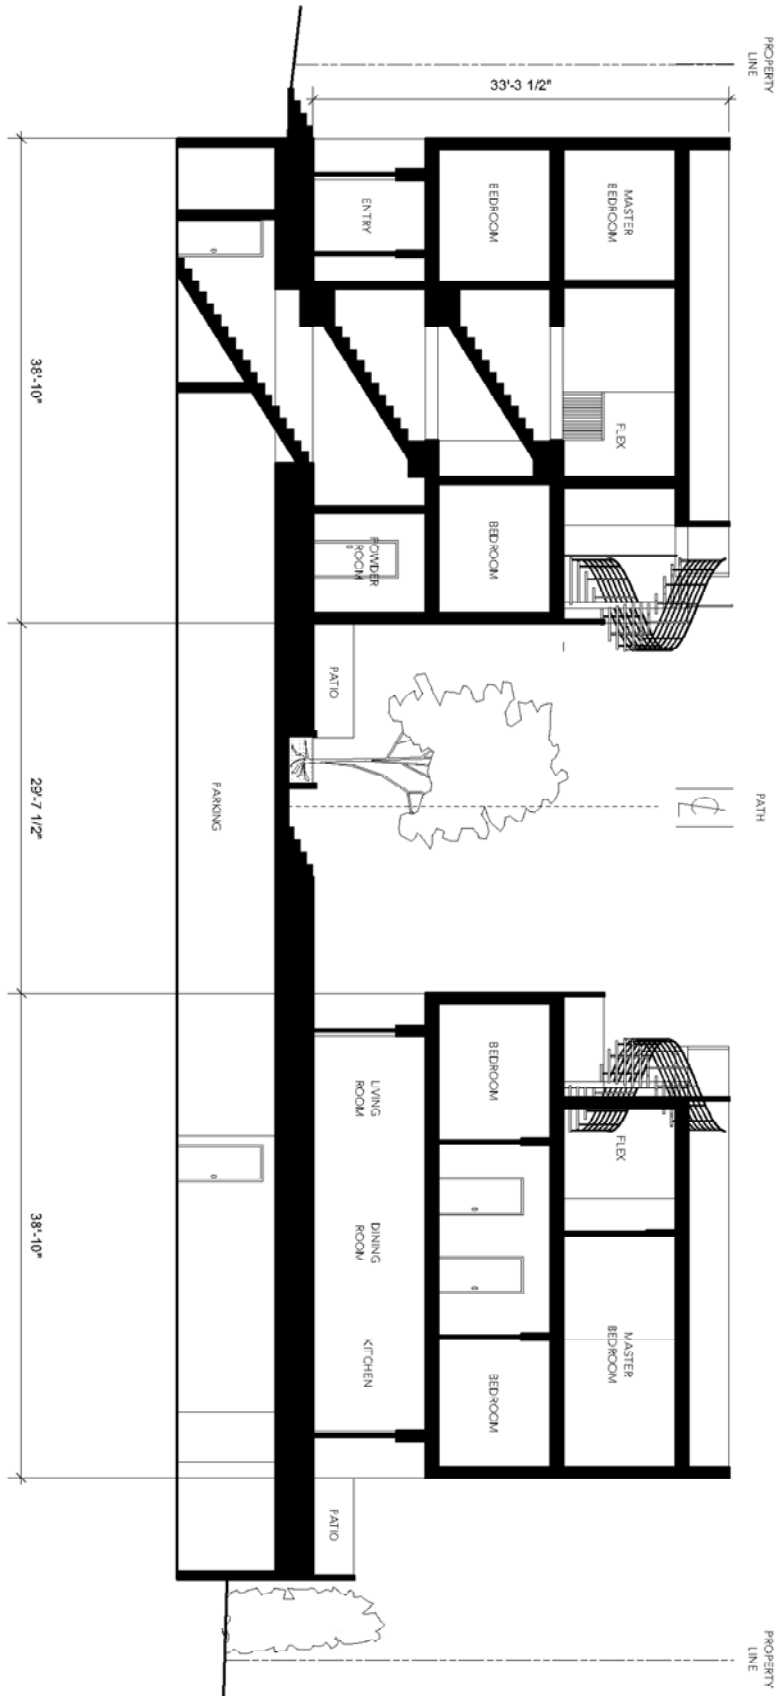 PROPERTY
LINE
33'-3 1/2"
MASTER
BEDROOM
BEDROOM
ENTRY
FLEX
BEDROOM
POWDER
ROOM
38'-10"
PATIO
PATH
PARKING
29'-7 1/2"
BEDROOM
LIVING
ROOM
FLEX
DINING
ROOM
KITCHEN
MASTER
BEDROOM
BEDROOM
38'-10"
PATIO
PROPERTY
LINE